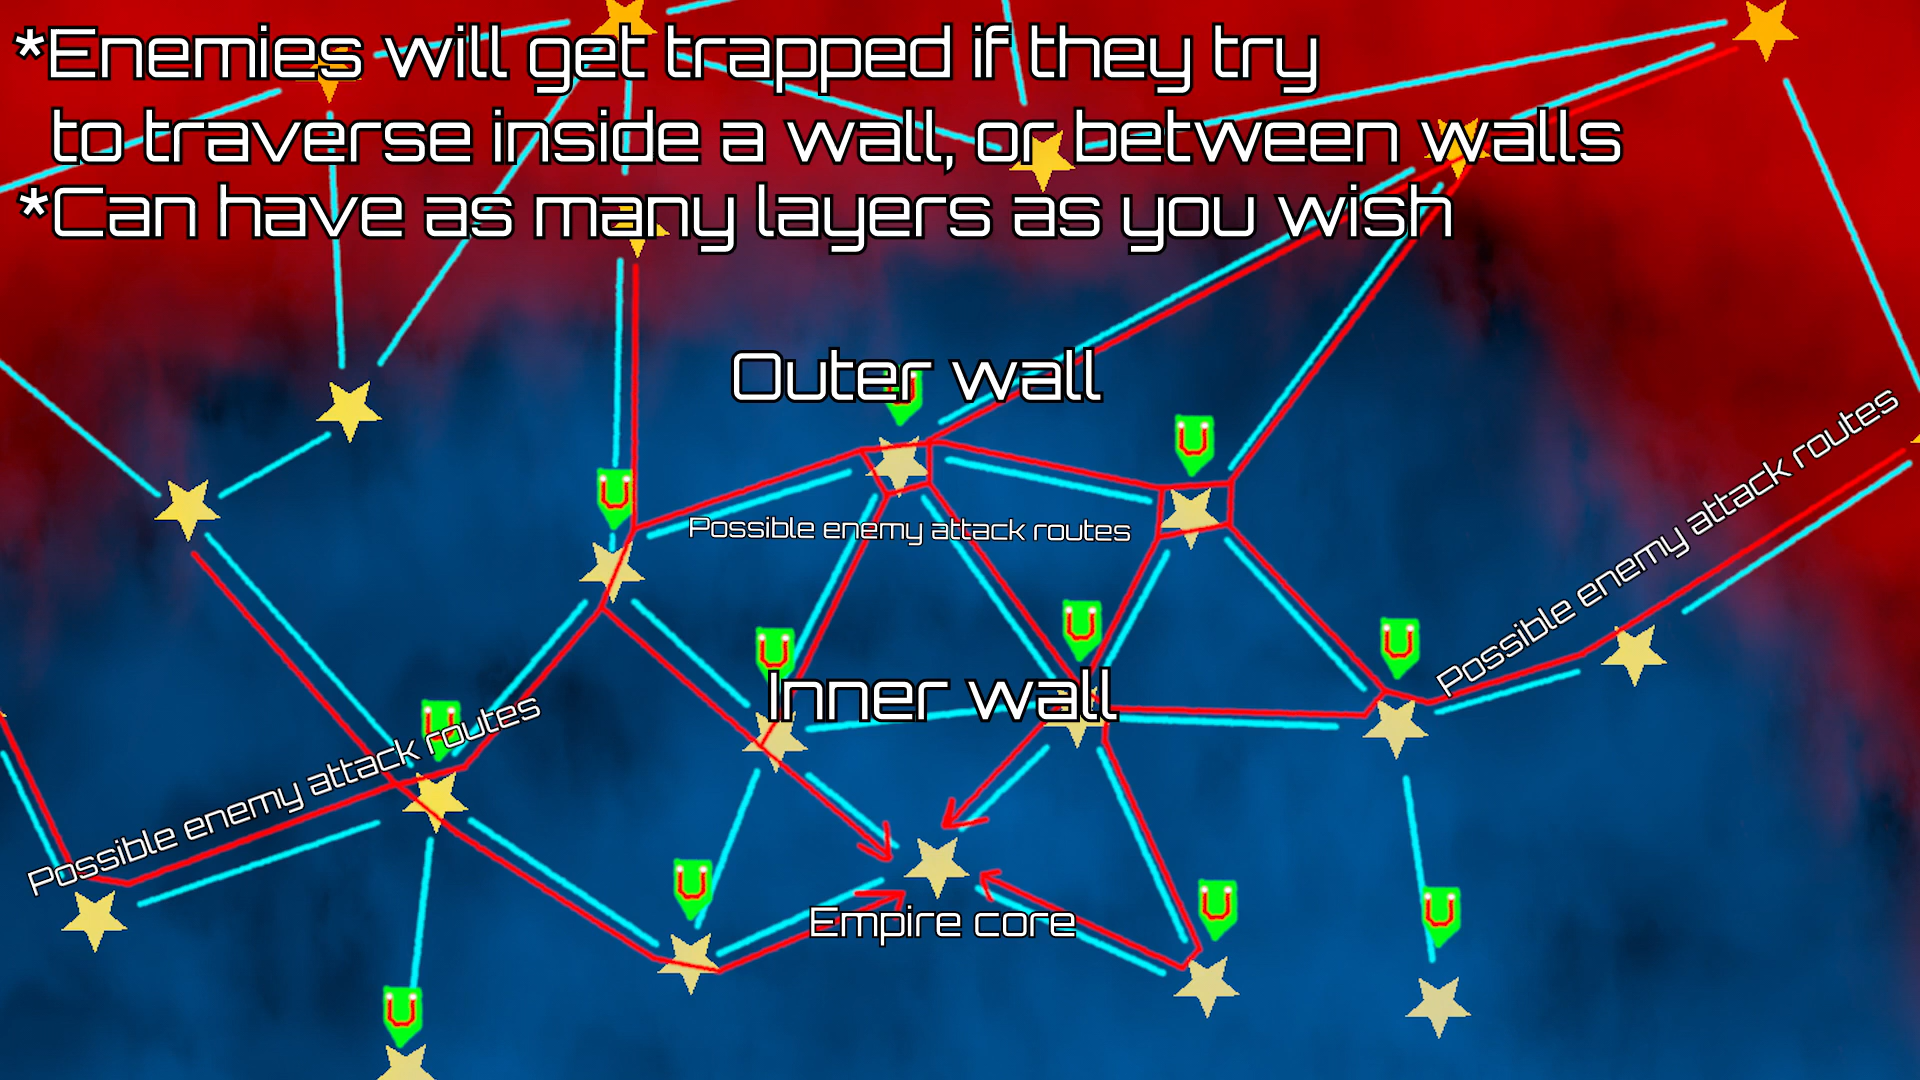 *Enemies will get trapped if they try
to traverse inside a wall, or between walls
*Can have as many layers as you wish
Outer wall
Possible enemy attack routes
Possible enemy attack routes
Inner wall
Possible enemy attack routes
Empire core